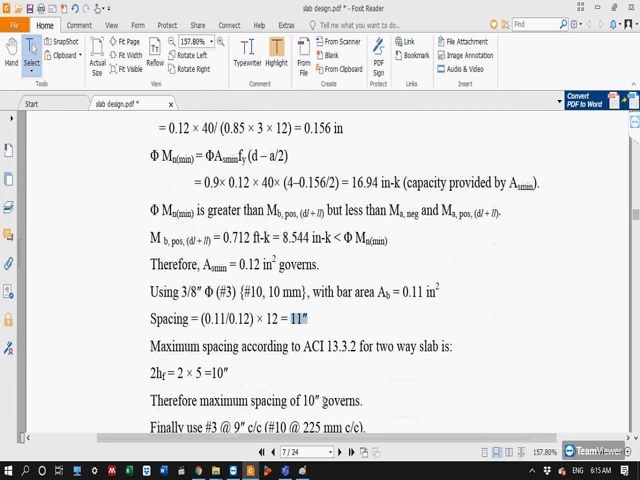 slab design.pdf * - Foxit Reader
File Home Comment View Form Protect Share Connect Help Extras Tell me what you want to do...
Hand Select SnapShot Clipboard Tools
Actual Size Fit Page Fit Width Fit Visible Reflow 157.80% Rotate Left Rotate Right View
Typewriter Highlight Comment
From File From Scanner Blank From Clipboard Create
PDF Sign Protect
Link Bookmark Links
File Attachment Image Annotation Audio & Video Insert
Start slab design.pdf * Convert PDF to Word
= 0.12 × 40/ (0.85 × 3 × 12) = 0.156 in
Φ Mn(min) = ΦAsminfy (d – a/2)
= 0.9× 0.12 × 40× (4–0.156/2) = 16.94 in-k (capacity provided by Asmin).
Φ Mn(min) is greater than Mb, pos, (dl + ll) but less than Ma, neg and Ma, pos, (dl + ll).
M b, pos, (dl + ll) = 0.712 ft-k = 8.544 in-k < Φ Mn(min)
Therefore, Asmin = 0.12 in2 governs.
Using 3/8″ Φ (#3) {#10, 10 mm}, with bar area Ab = 0.11 in2
Spacing = (0.11/0.12) × 12 = 11″
Maximum spacing according to ACI 13.3.2 for two way slab is:
2hf = 2 × 5 =10″
Therefore maximum spacing of 10″ governs.
Finally use #3 @ 9″ c/c (#10 @ 225 mm c/c).
7 / 24 157.80%
TeamViewer
ENG 6:15 AM